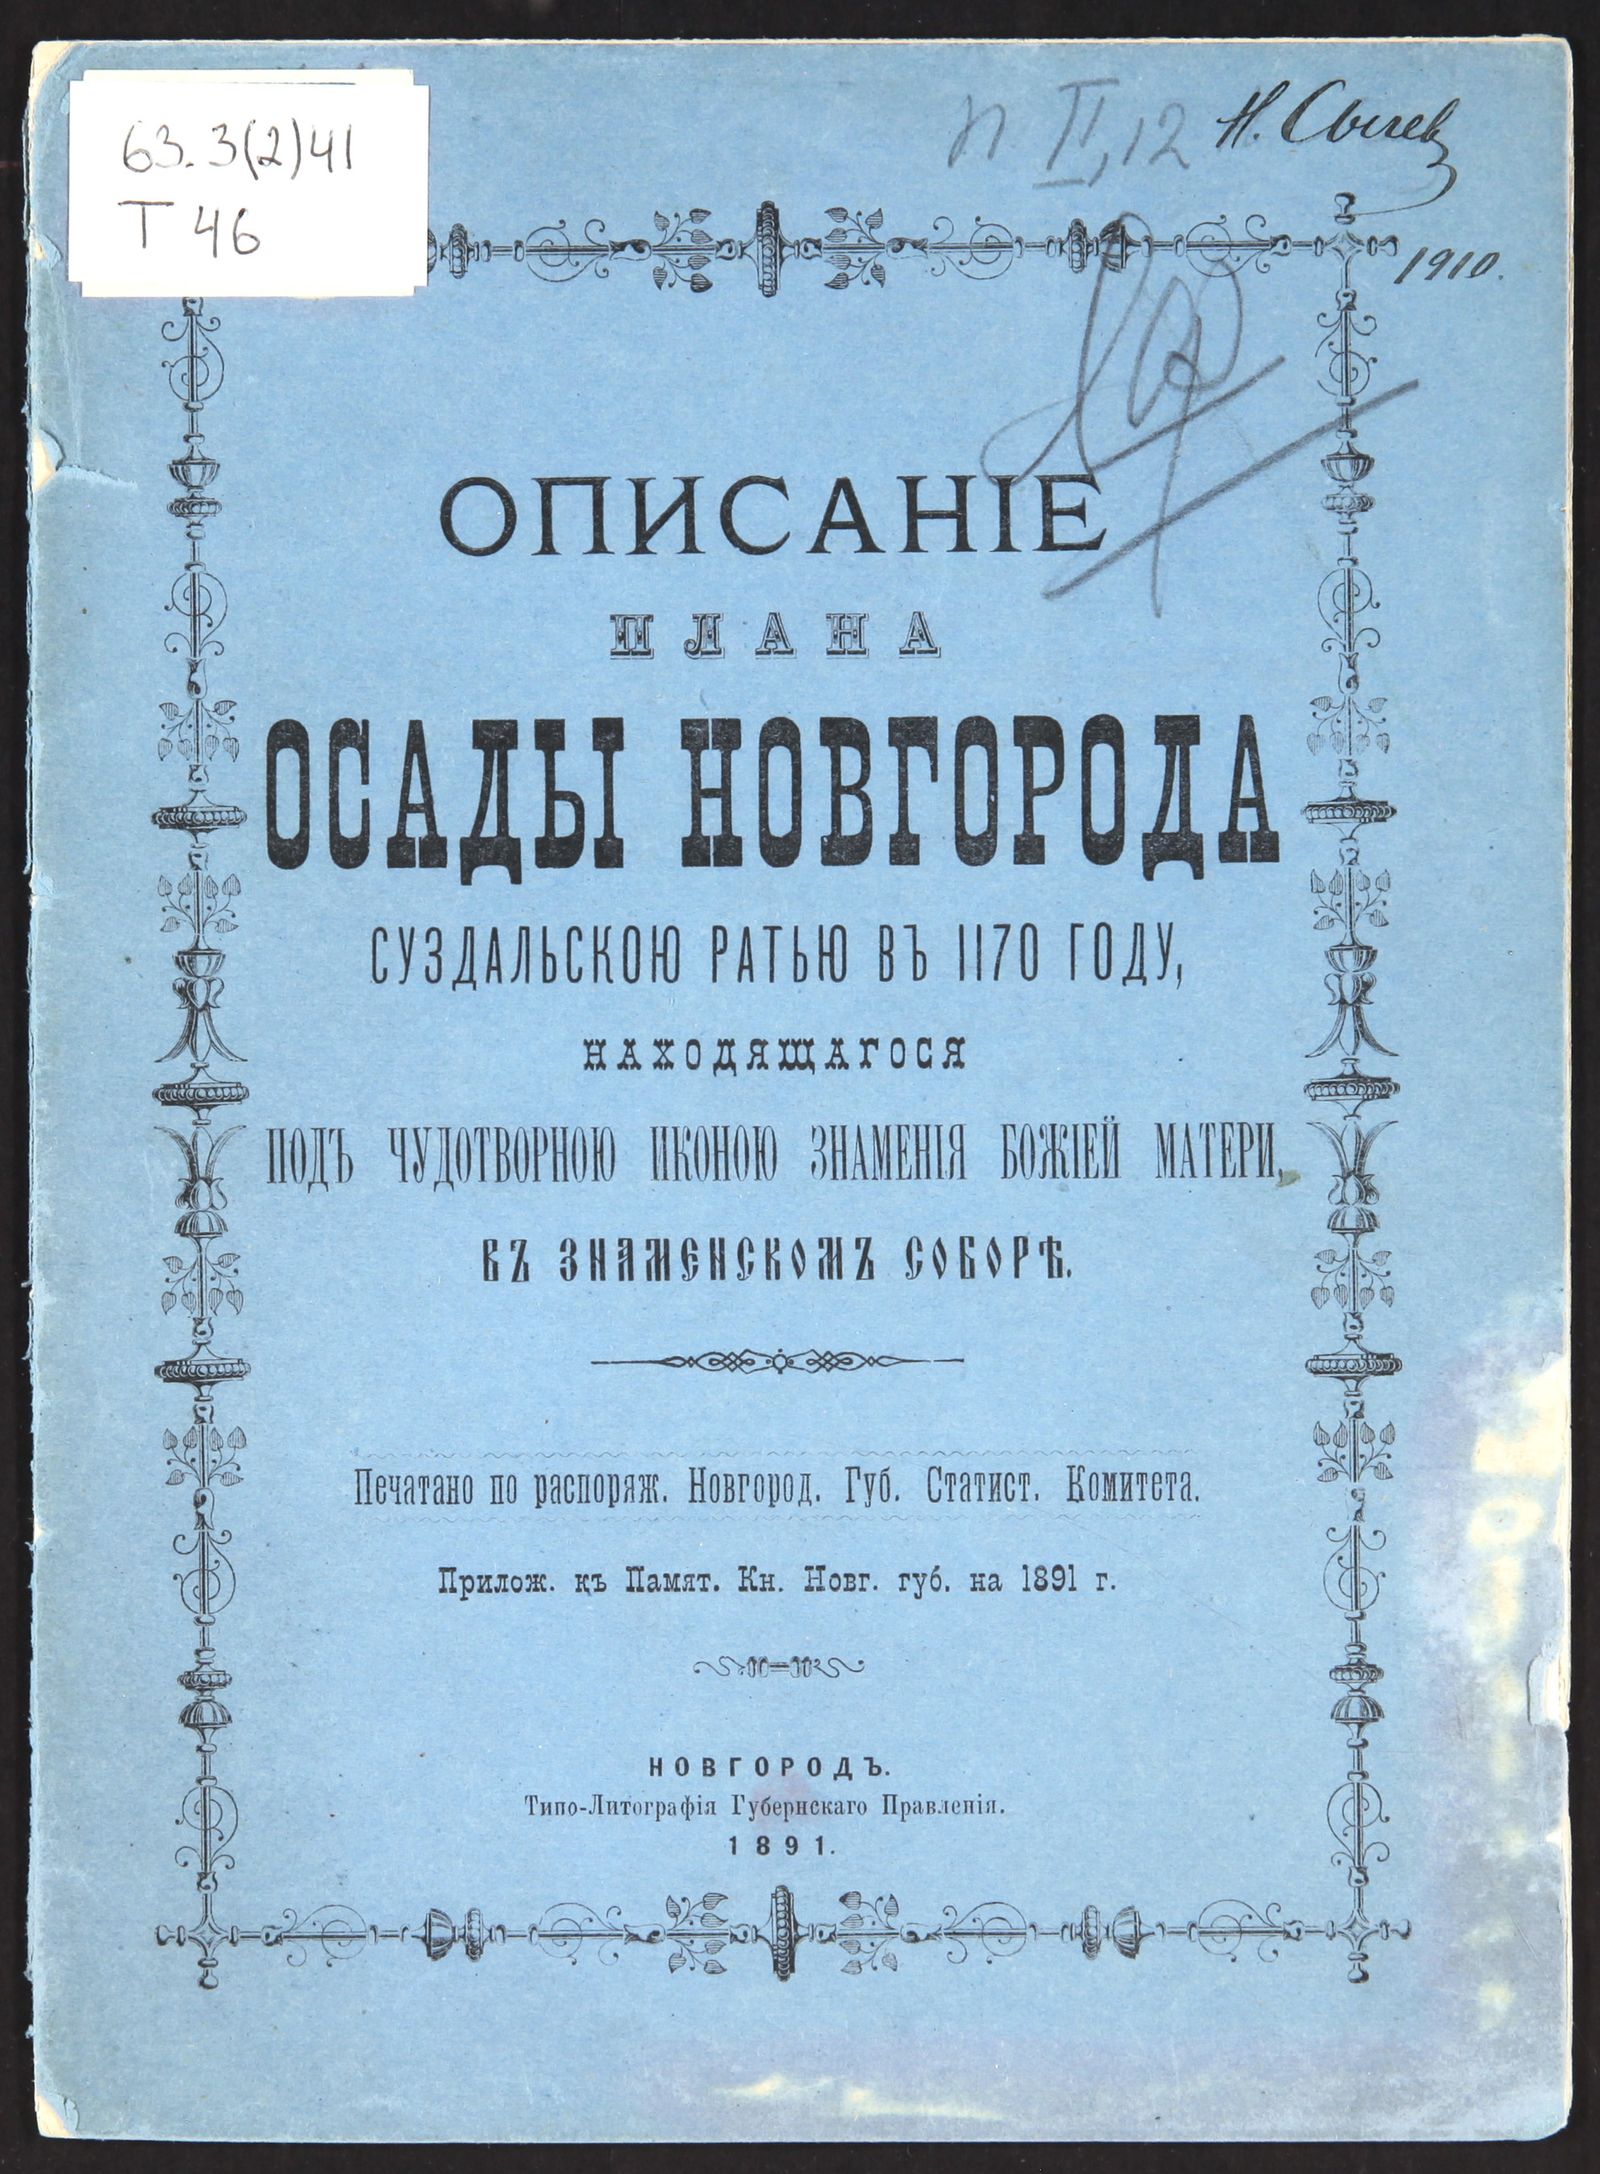 63.3(2)41
Т 46
п. II, 12
Н. Сычев
1910.
ОПИСАНІЕ
ПЛАНА
ОСАДЫ НОВГОРОДА
СУЗДАЛЬСКОЮ РАТЬЮ ВЪ 1170 ГОДУ,
НАХОДЯЩАГОСЯ
ПОДЪ ЧУДОТВОРНОЮ ИКОНОЮ ЗНАМЕНІЯ БОЖІЕЙ МАТЕРИ,
ВЪ ЗНАМЕНСКОМЪ СОБОРѢ.
Печатано по распоряж. Новгород. Губ. Статист. Комитета.
Прилож. къ Памят. Кн. Новг. губ. на 1891 г.
НОВГОРОДЪ.
Типо-Литографія Губернскаго Правленія.
1891.